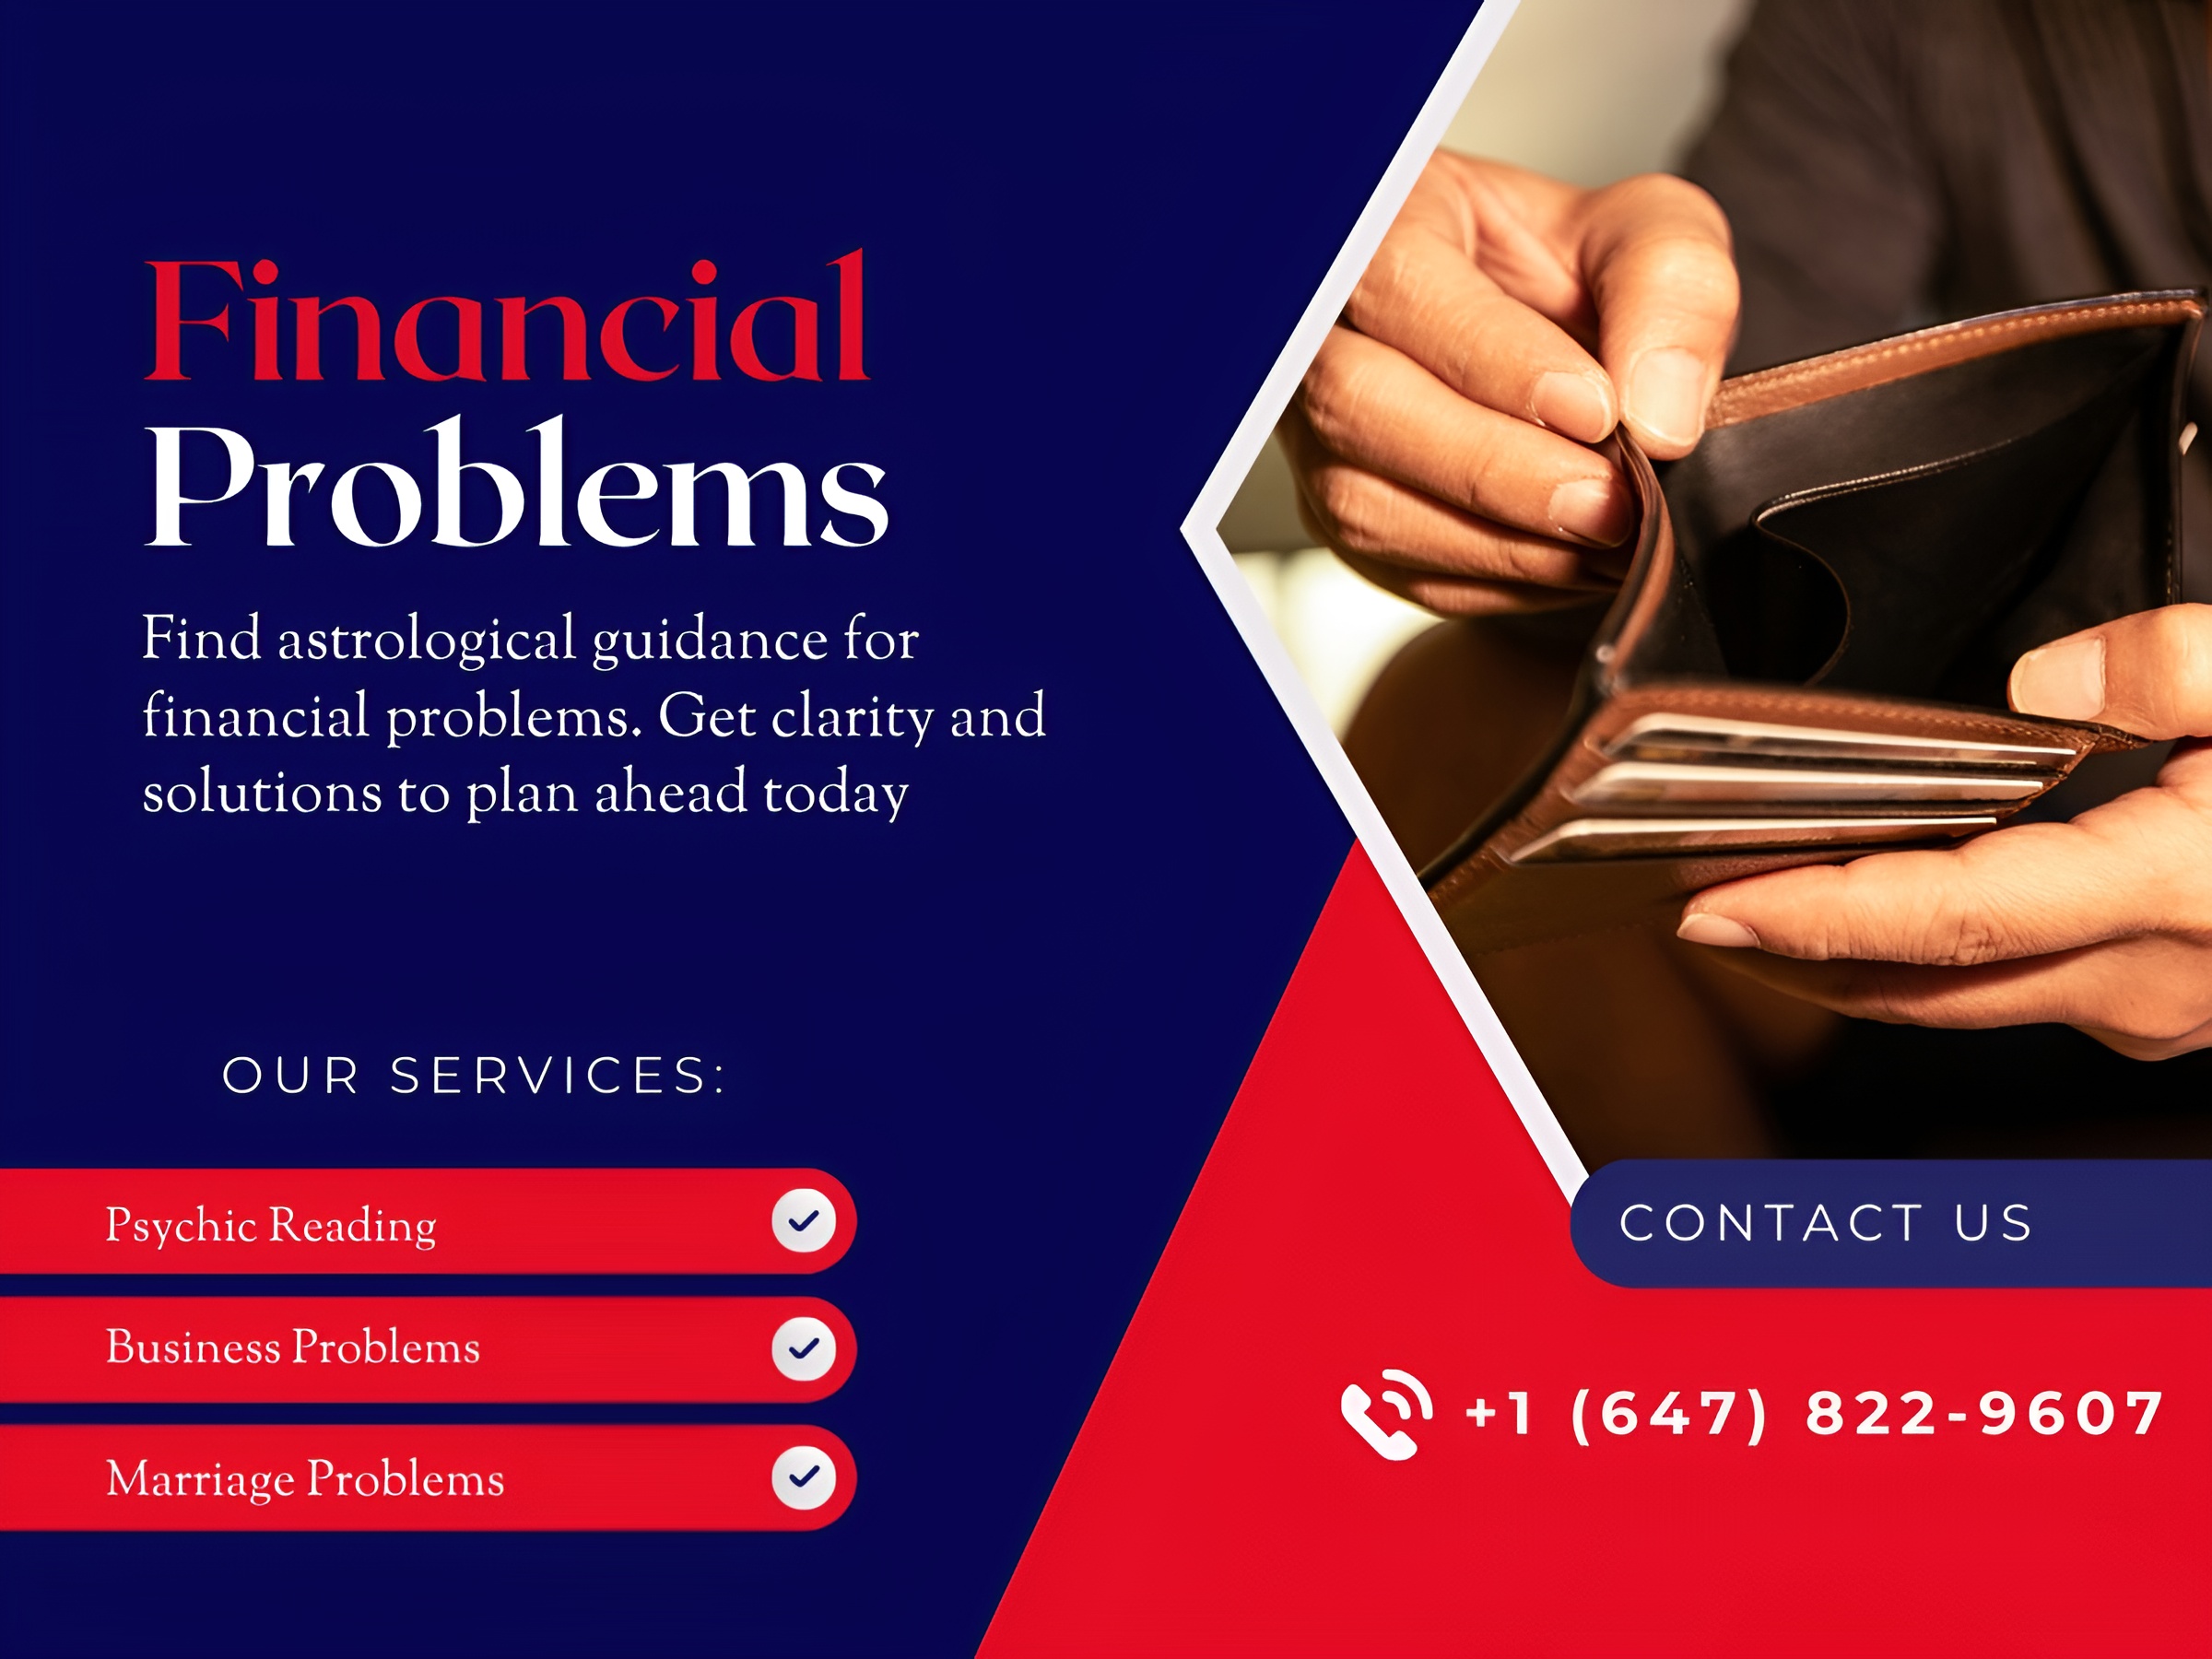 Financial
Problems
Find astrological guidance for
financial problems. Get clarity and
solutions to plan ahead today
OUR SERVICES:
Psychic Reading
Business Problems
Marriage Problems
CONTACT US
+1 (647) 822-9607